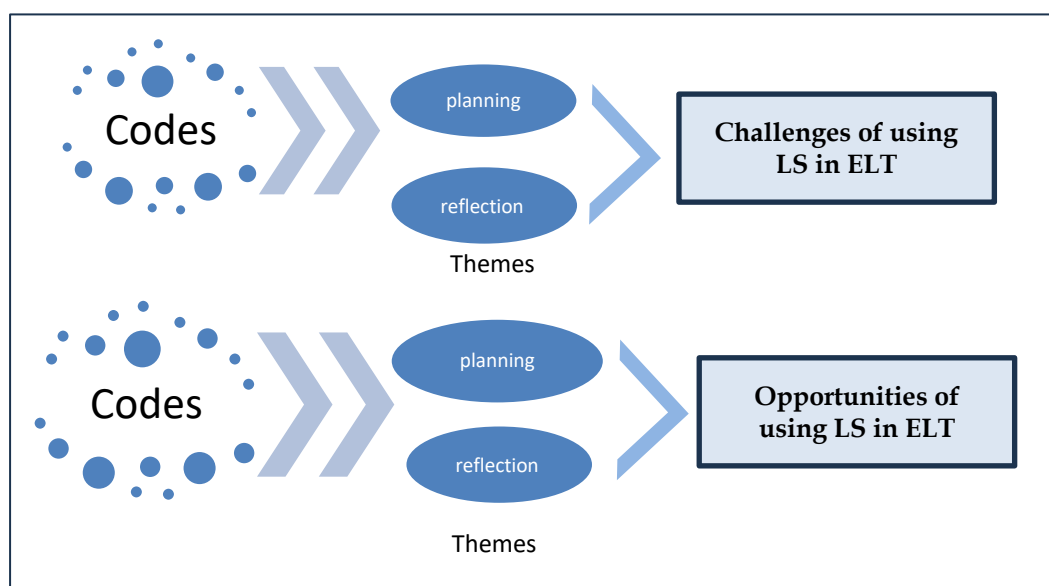 Codes
planning
reflection
Themes
Challenges of using
LS in ELT
Codes
planning
reflection
Themes
Opportunities of
using LS in ELT